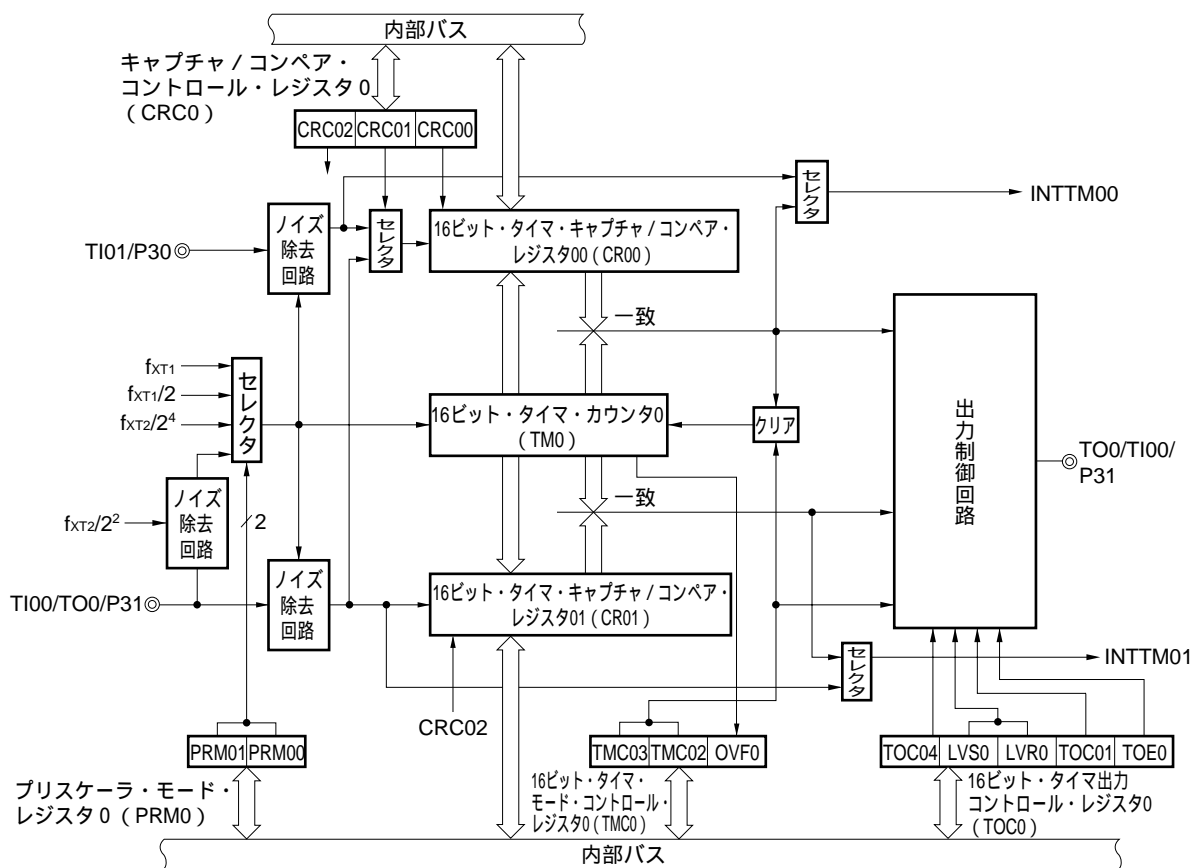 内部バス
キャプチャ / コンペア・
コントロール・レジスタ0
(CRC0)
CRC02 CRC01 CRC00
セレクタ
INTTM00
TI01/P30
ノイズ
除去
回路
セレクタ
16ビット・タイマ・キャプチャ / コンペア・
レジスタ00 (CR00)
一致
fXT1
fXT1/2
fXT2/2⁴
セレクタ
16ビット・タイマ・カウンタ0
(TM0)
クリア
出力制御回路
TO0/TI00/
P31
fXT2/2²
ノイズ
除去
回路
2
一致
TI00/TO0/P31
ノイズ
除去
回路
16ビット・タイマ・キャプチャ / コンペア・
レジスタ01 (CR01)
セレクタ
INTTM01
CRC02
PRM01 PRM00
TMC03 TMC02 OVF0
TOC04 LVS0 LVR0 TOC01 TOE0
プリスケーラ・モード・
レジスタ0 (PRM0)
16ビット・タイマ・
モード・コントロール・
レジスタ0 (TMC0)
16ビット・タイマ出力
コントロール・レジスタ0
(TOC0)
内部バス